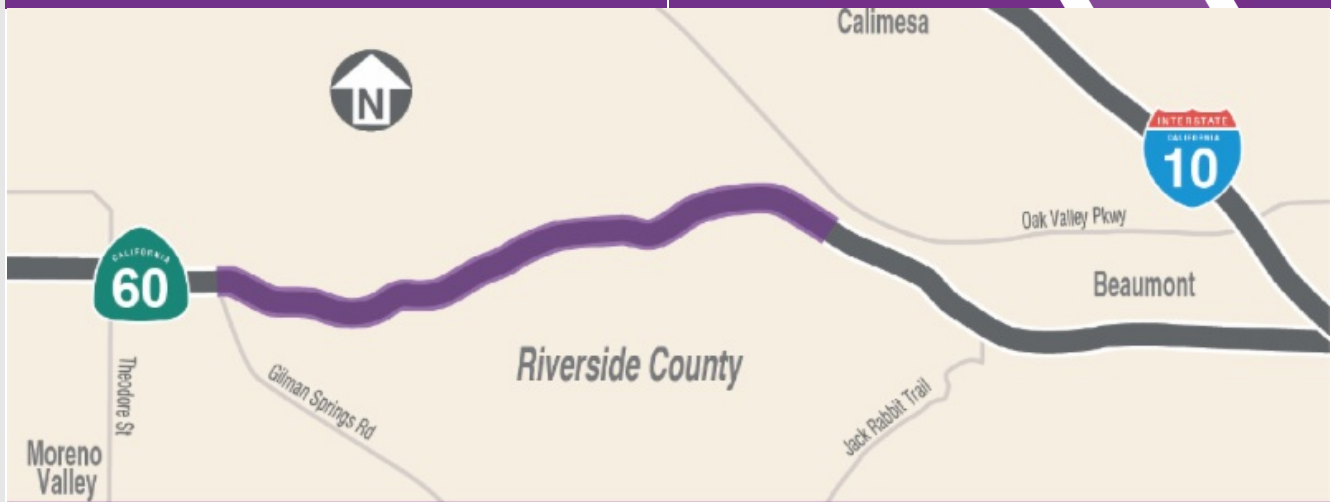 Calimesa
N
INTERSTATE
CALIFORNIA
10
Oak Valley Pkwy
CALIFORNIA
60
Beaumont
Riverside County
Theodore St
Gilman Springs Rd
Jack Rabbit Trail
Moreno
Valley